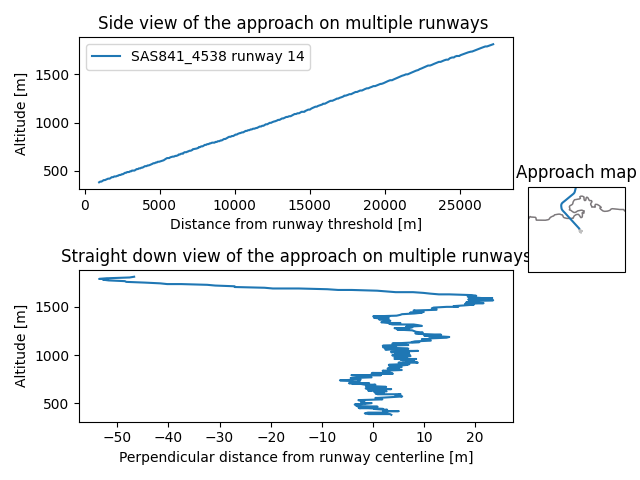 Side view of the approach on multiple runways
SAS841_4538 runway 14
Altitude [m]
1500
1000
500
0
5000
10000
15000
20000
25000
Distance from runway threshold [m]
Approach map
Straight down view of the approach on multiple runways
Altitude [m]
1500
1000
500
−50
−40
−30
−20
−10
0
10
20
Perpendicular distance from runway centerline [m]